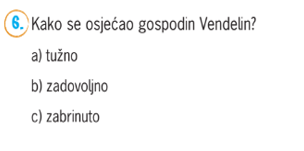 6. Kako se osjećao gospodin Vendelin?
a) tužno
b) zadovoljno
c) zabrinuto